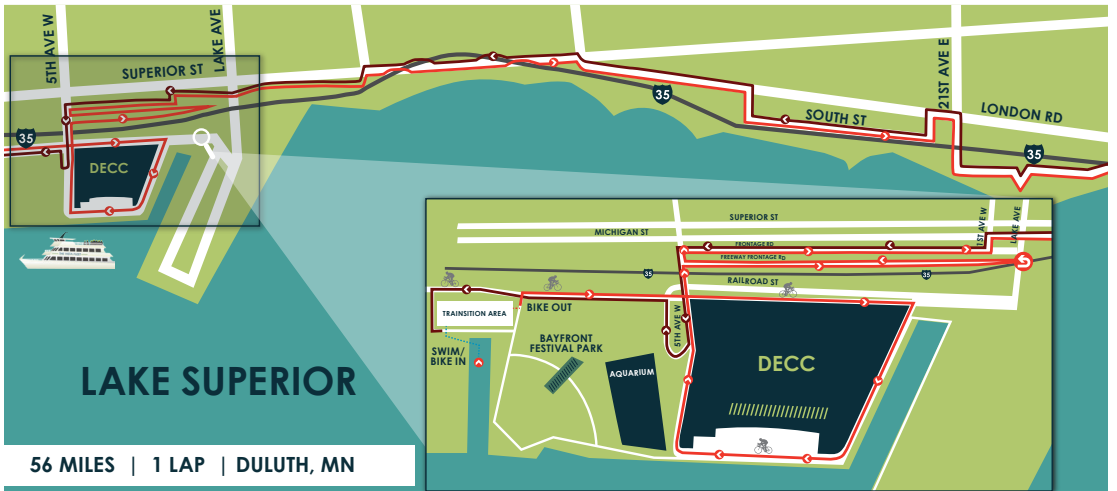 5TH AVE W
LAKE AVE
SUPERIOR ST
35
DECC
35
SOUTH ST
21ST AVE E
LONDON RD
35
LAKE SUPERIOR
56 MILES | 1 LAP | DULUTH, MN
SUPERIOR ST
MICHIGAN ST
1ST AVE W
LAKE AVE
FRONTAGE RD
FREEWAY FRONTAGE RD
35
35
RAILROAD ST
TRAINSITION AREA
BIKE OUT
5TH AVE W
SWIM/
BIKE IN
BAYFRONT
FESTIVAL PARK
AQUARIUM
DECC